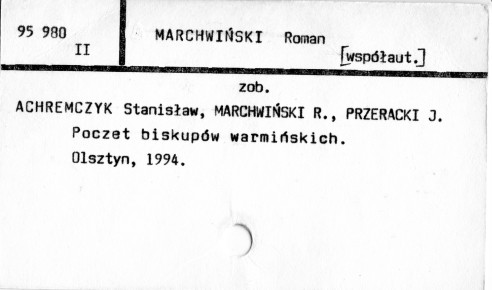 95 980
II
MARCHWIŃSKI Roman
[współaut.]
zob.
ACHREMCZYK Stanisław, MARCHWIŃSKI R., PRZERACKI J.
Poczet biskupów warmińskich.
Olsztyn, 1994.